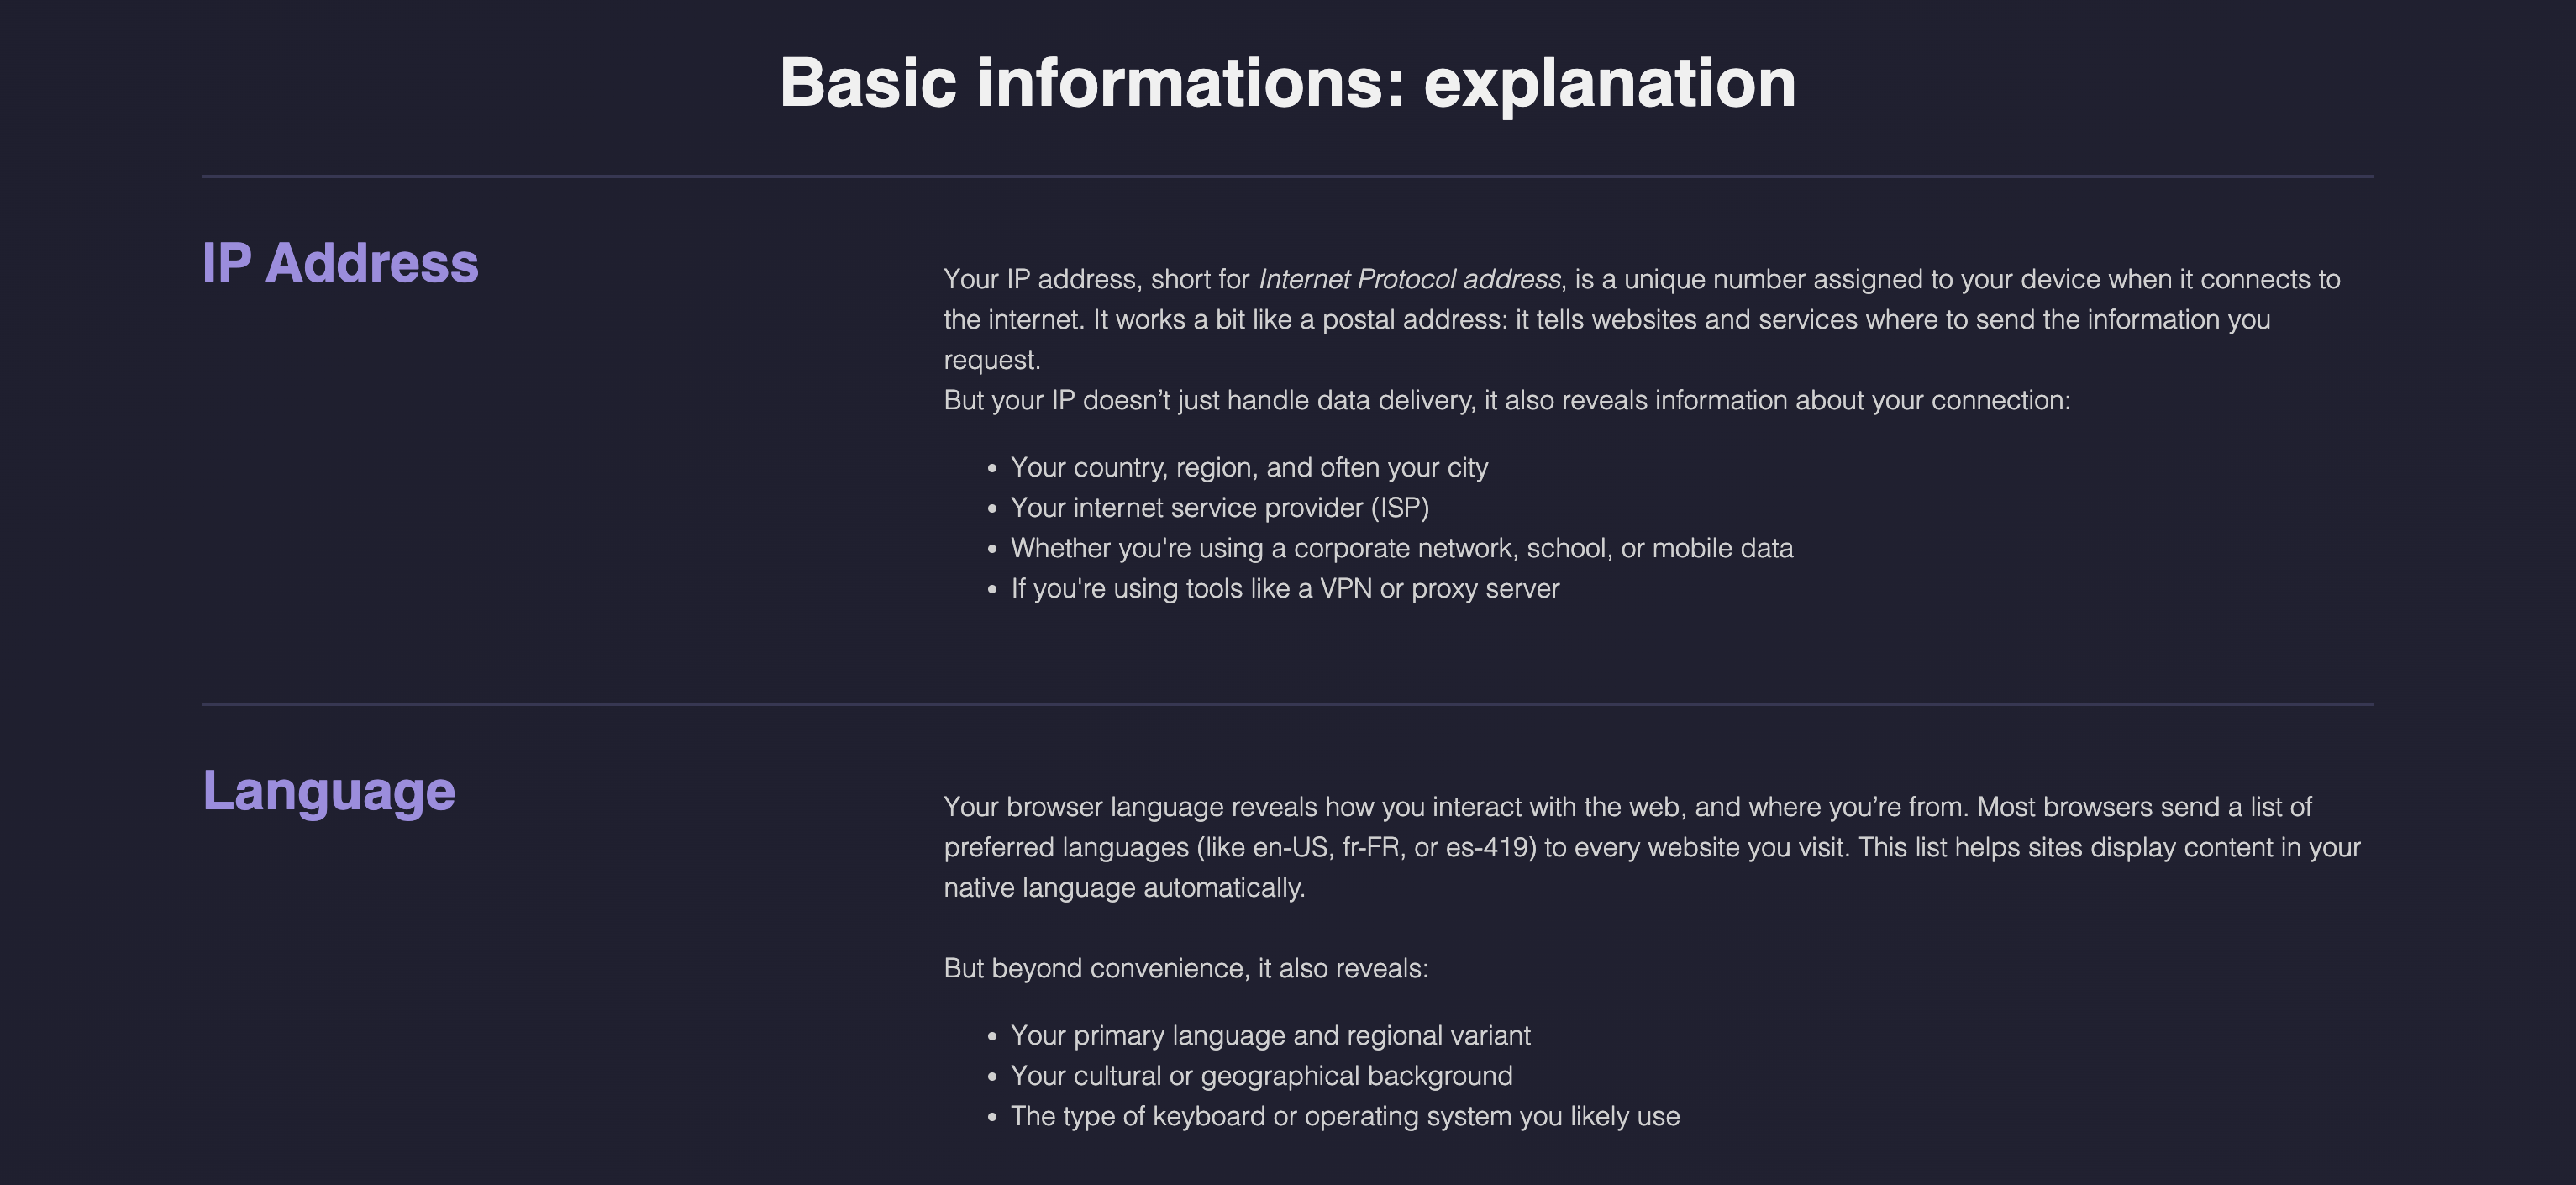 Basic informations: explanation
IP Address
Your IP address, short for Internet Protocol address, is a unique number assigned to your device when it connects to
the internet. It works a bit like a postal address: it tells websites and services where to send the information you
request.
But your IP doesn’t just handle data delivery, it also reveals information about your connection:
• Your country, region, and often your city
• Your internet service provider (ISP)
• Whether you're using a corporate network, school, or mobile data
• If you're using tools like a VPN or proxy server
Language
Your browser language reveals how you interact with the web, and where you’re from. Most browsers send a list of
preferred languages (like en-US, fr-FR, or es-419) to every website you visit. This list helps sites display content in your
native language automatically.
But beyond convenience, it also reveals:
• Your primary language and regional variant
• Your cultural or geographical background
• The type of keyboard or operating system you likely use